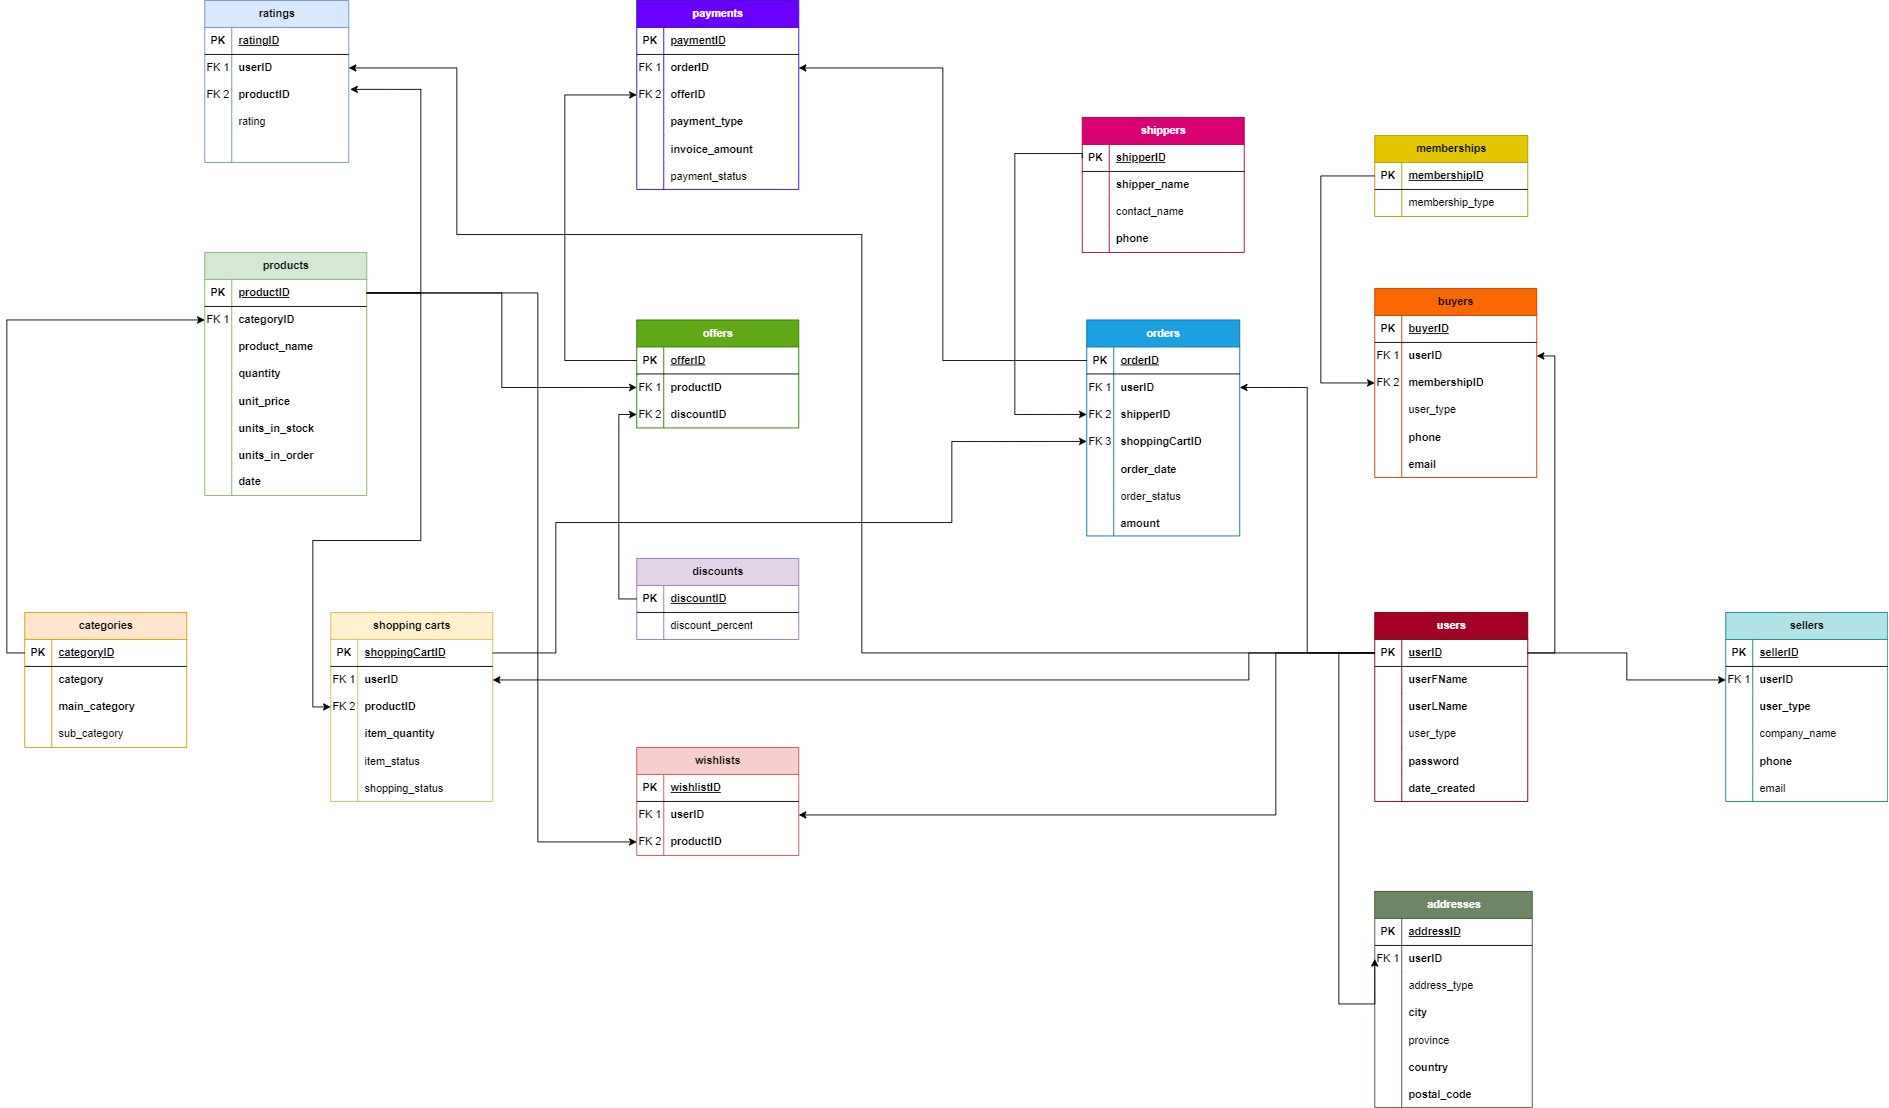 ratings
PK ratingID
FK 1 userID
FK 2 productID
rating
payments
PK paymentID
FK 1 orderID
FK 2 offerID
payment_type
invoice_amount
payment_status
shippers
PK shipperID
shipper_name
contact_name
phone
memberships
PK membershipID
membership_type
products
PK productID
FK 1 categoryID
product_name
quantity
unit_price
units_in_stock
units_in_order
date
offers
PK offerID
FK 1 productID
FK 2 discountID
orders
PK orderID
FK 1 userID
FK 2 shipperID
FK 3 shoppingCartID
order_date
order_status
amount
buyers
PK buyerID
FK 1 userID
FK 2 membershipID
user_type
phone
email
discounts
PK discountID
discount_percent
categories
PK categoryID
category
main_category
sub_category
shopping carts
PK shoppingCartID
FK 1 userID
FK 2 productID
item_quantity
item_status
shopping_status
wishlists
PK wishlistID
FK 1 userID
FK 2 productID
users
PK userID
userFName
userLName
user_type
password
date_created
sellers
PK sellerID
FK 1 userID
user_type
company_name
phone
email
addresses
PK addressID
FK 1 userID
address_type
city
province
country
postal_code